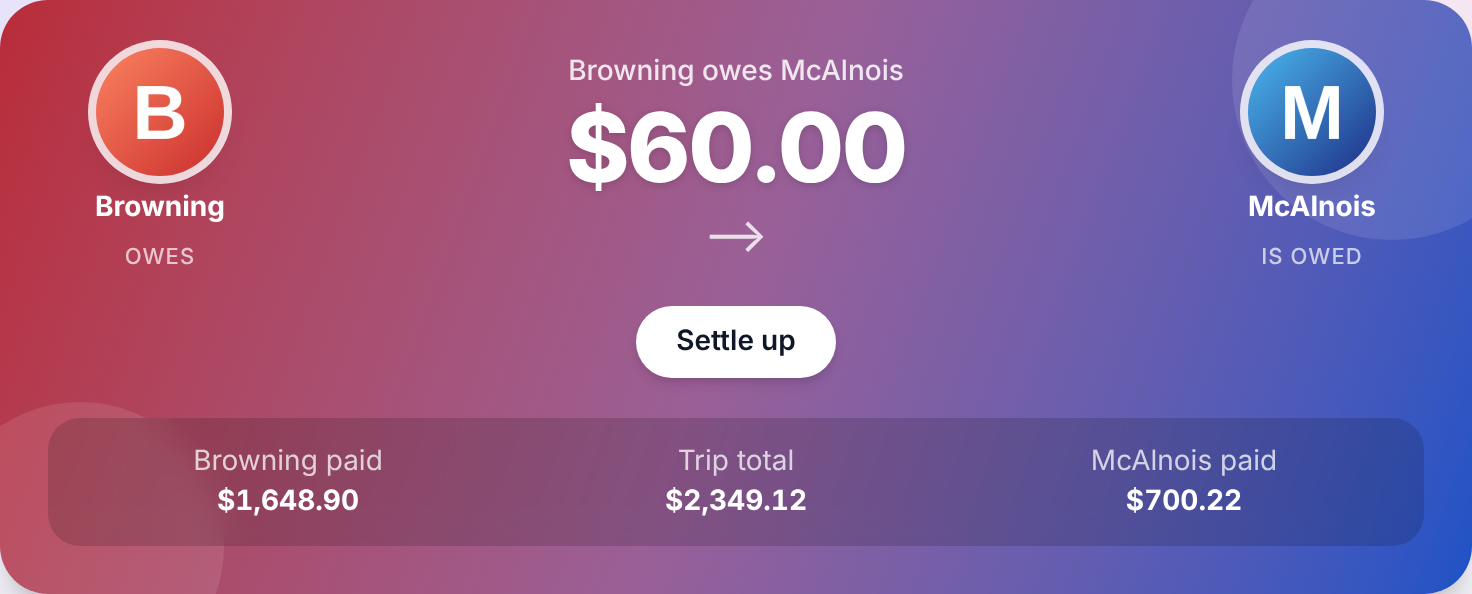 B
Browning
OWES
Browning owes McAlnois
$60.00
Settle up
M
McAlnois
IS OWED
Browning paid
$1,648.90
Trip total
$2,349.12
McAlnois paid
$700.22